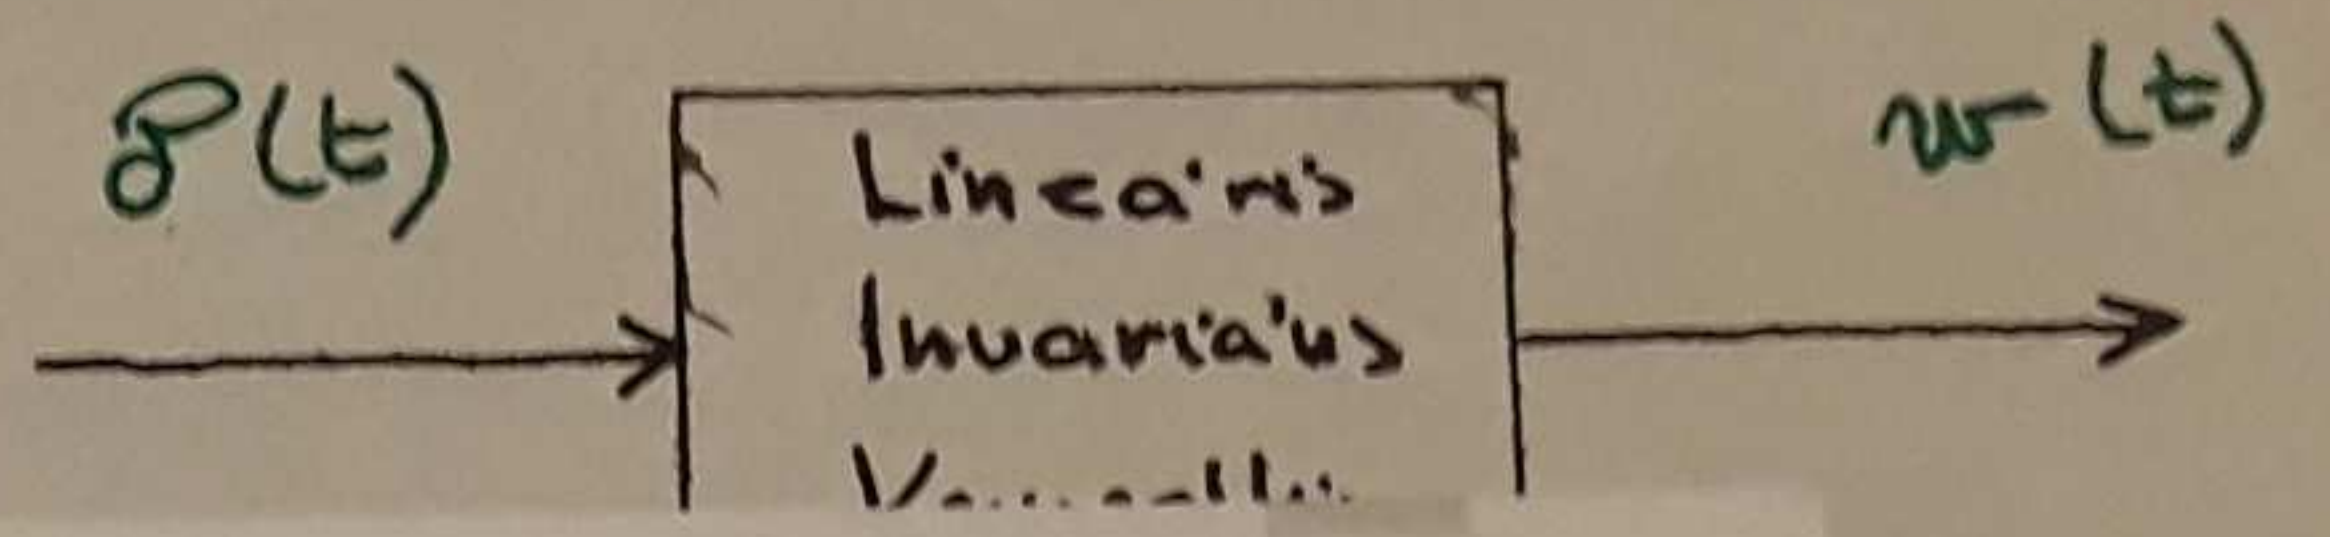 δ(t)
Lineáris
Invariáns
w(t)